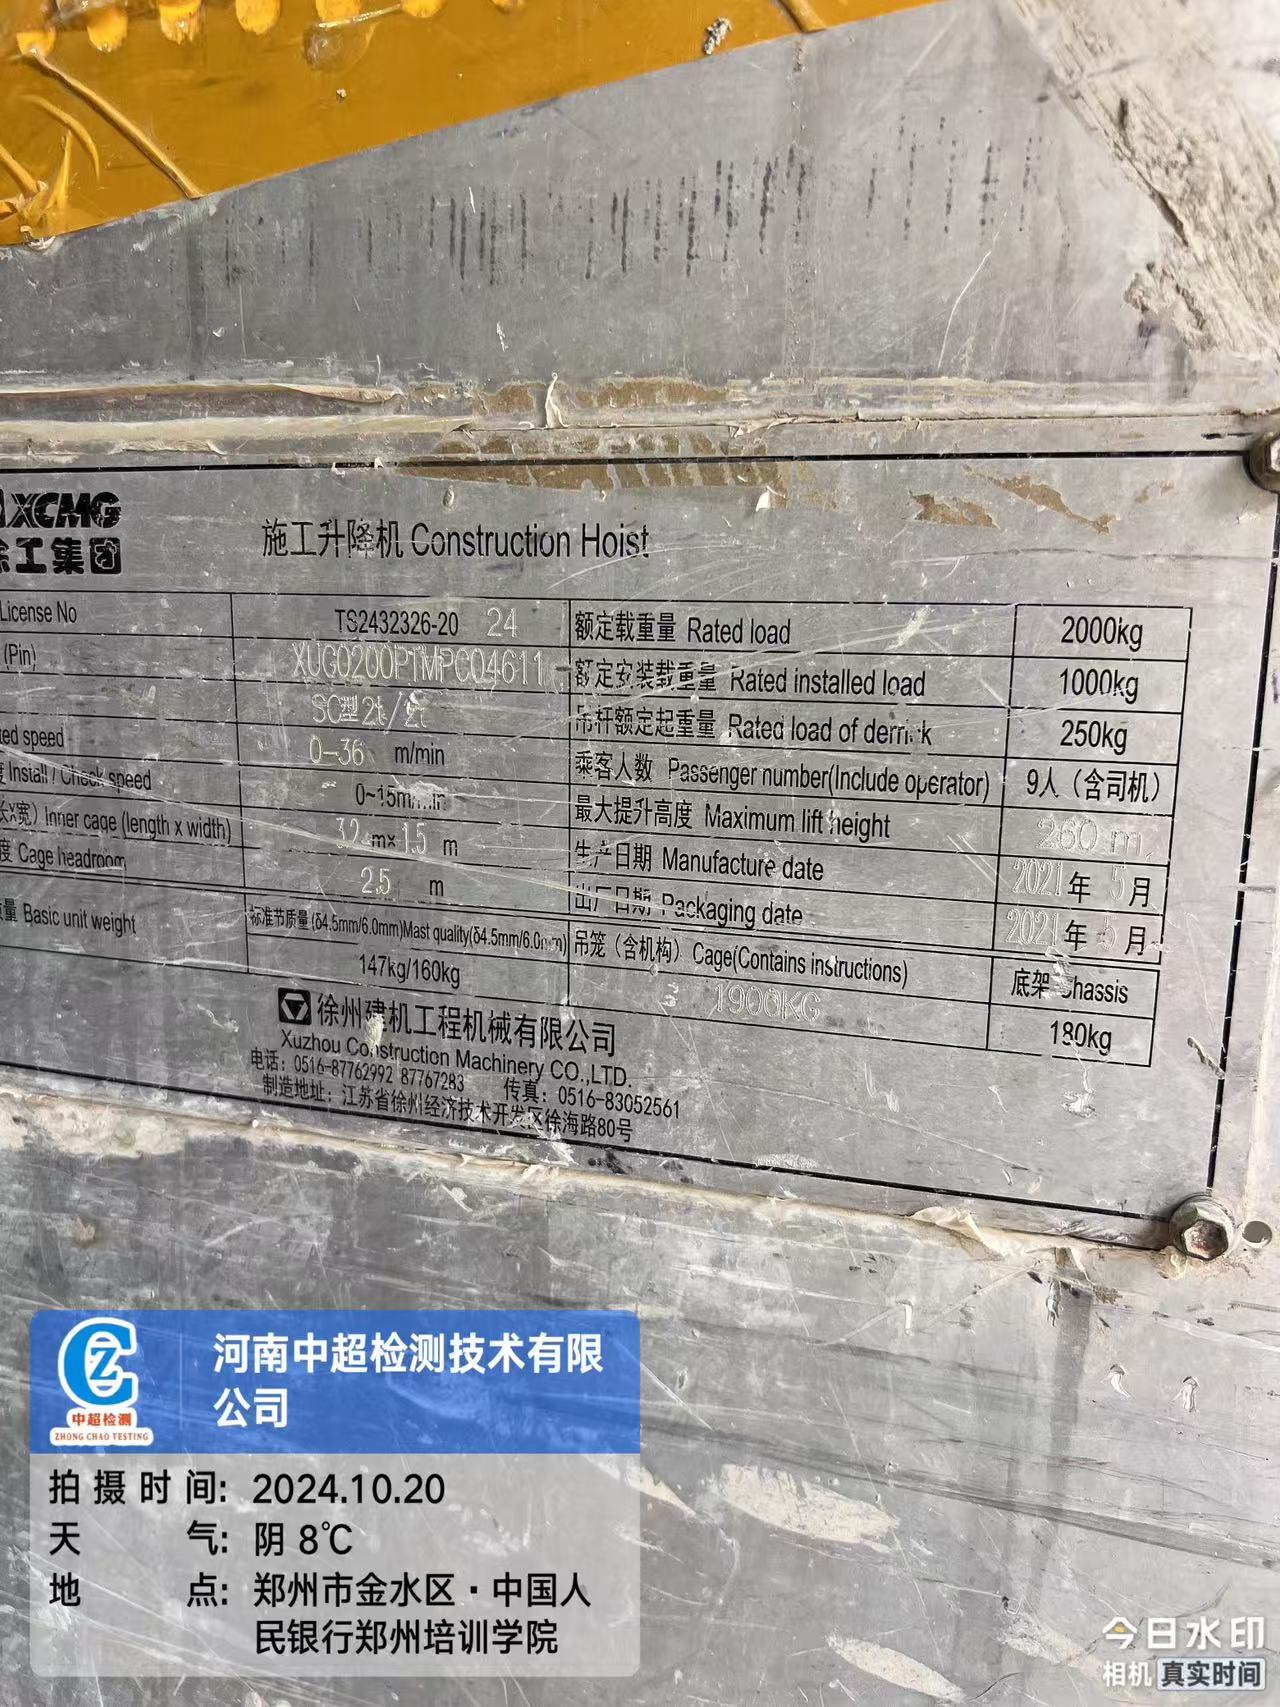 XCMG
工集团
施工升降机 Construction Hoist
License No TS2432326-20 24 额定载重量 Rated load 2000kg
(Pin) XUG0200PTMPC04611 额定安装载重量 Rated installed load 1000kg
SC型2t/2t 吊杆额定起重量 Rated load of derrick 250kg
ted speed 0-36 m/min 乘客人数 Passenger number(Include operator) 9人（含司机）
度 Install / Check speed 0~15m/min 最大提升高度 Maximum lift height 260 m
长x宽) Inner cage (length x width) 3.2 m× 1.5 m 生产日期 Manufacture date 2021年 5月
度 Cage headroom 2.5 m 出厂日期 Packaging date 2021年 5月
质量 Basic unit weight 标准节质量(δ4.5mm/6.0mm)Mast quality(δ4.5mm/6.0mm) 吊笼（含机构）Cage(Contains instructions) 底架 Chassis
147kg/160kg 1900KG 180kg
徐州建机工程机械有限公司
Xuzhou Construction Machinery CO.,LTD.
电话：0516-87762992 87767283 传真：0516-83052561
制造地址：江苏省徐州经济技术开发区徐海路80号
河南中超检测技术有限
公司
中超检测
ZHONG CHAO TESTING
拍摄时间: 2024.10.20
天气: 阴 8℃
地点: 郑州市金水区·中国人
民银行郑州培训学院
今日水印
相机 真实时间